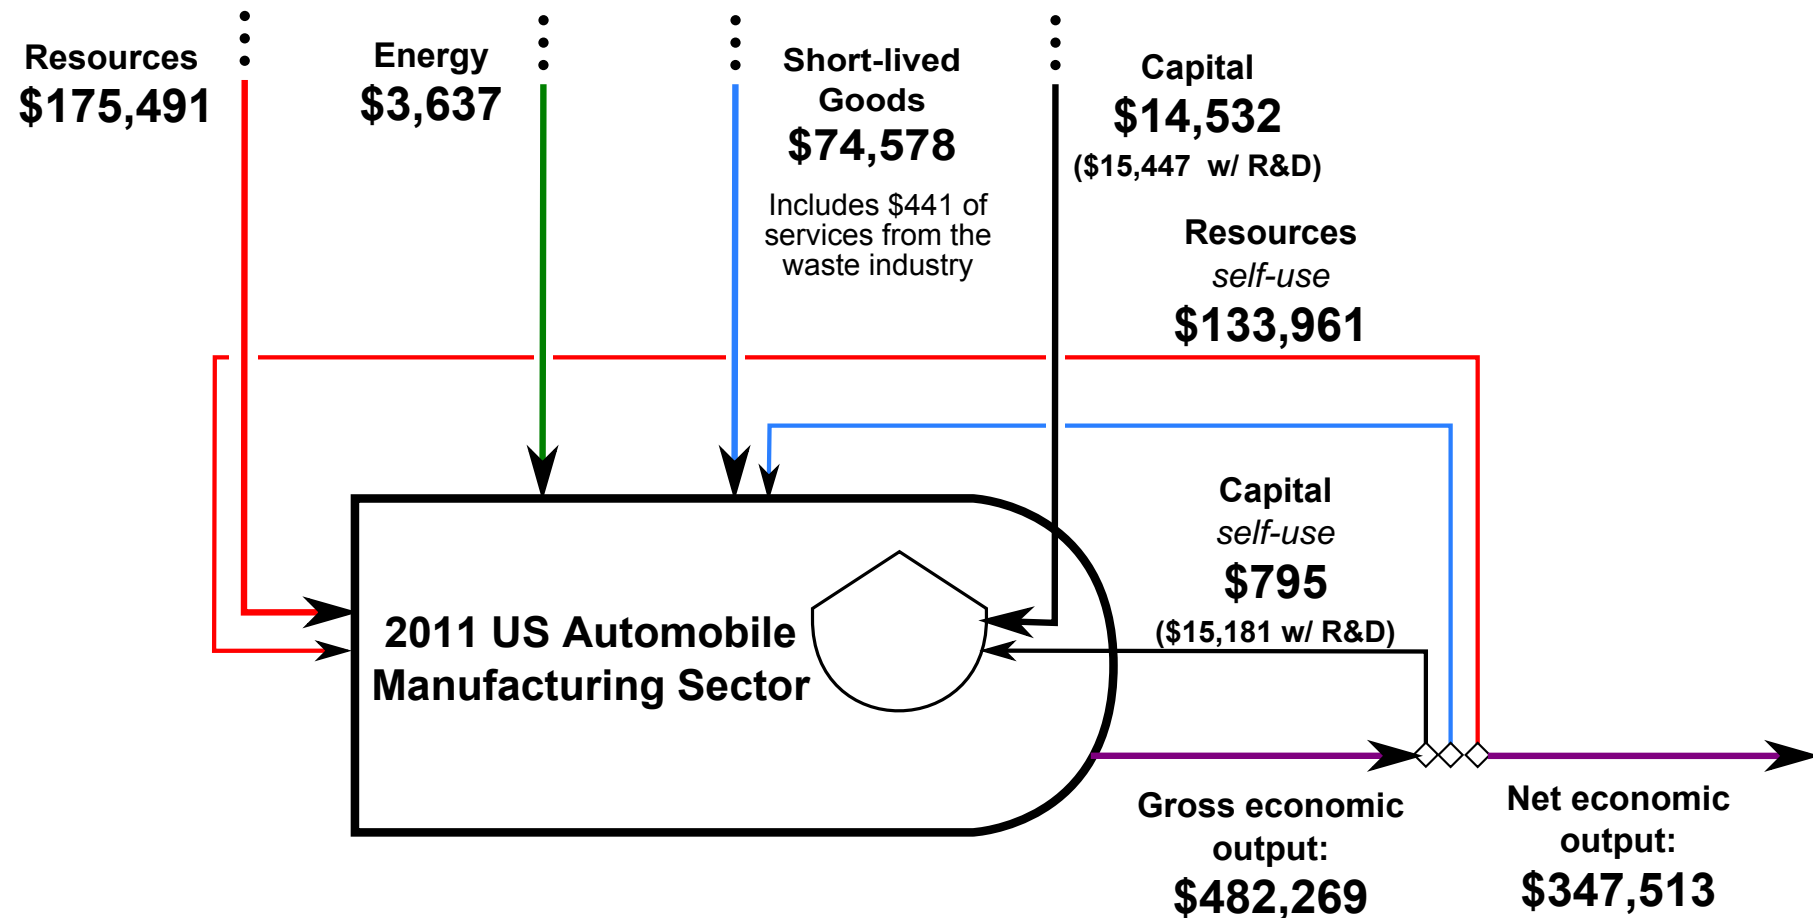 Resources
$175,491
Energy
$3,637
Short-lived
Goods
$74,578
Includes $441 of
services from the
waste industry
Capital
$14,532
($15,447 w/ R&D)
Resources
self-use
$133,961
Capital
self-use
$795
($15,181 w/ R&D)
2011 US Automobile
Manufacturing Sector
Gross economic
output:
$482,269
Net economic
output:
$347,513